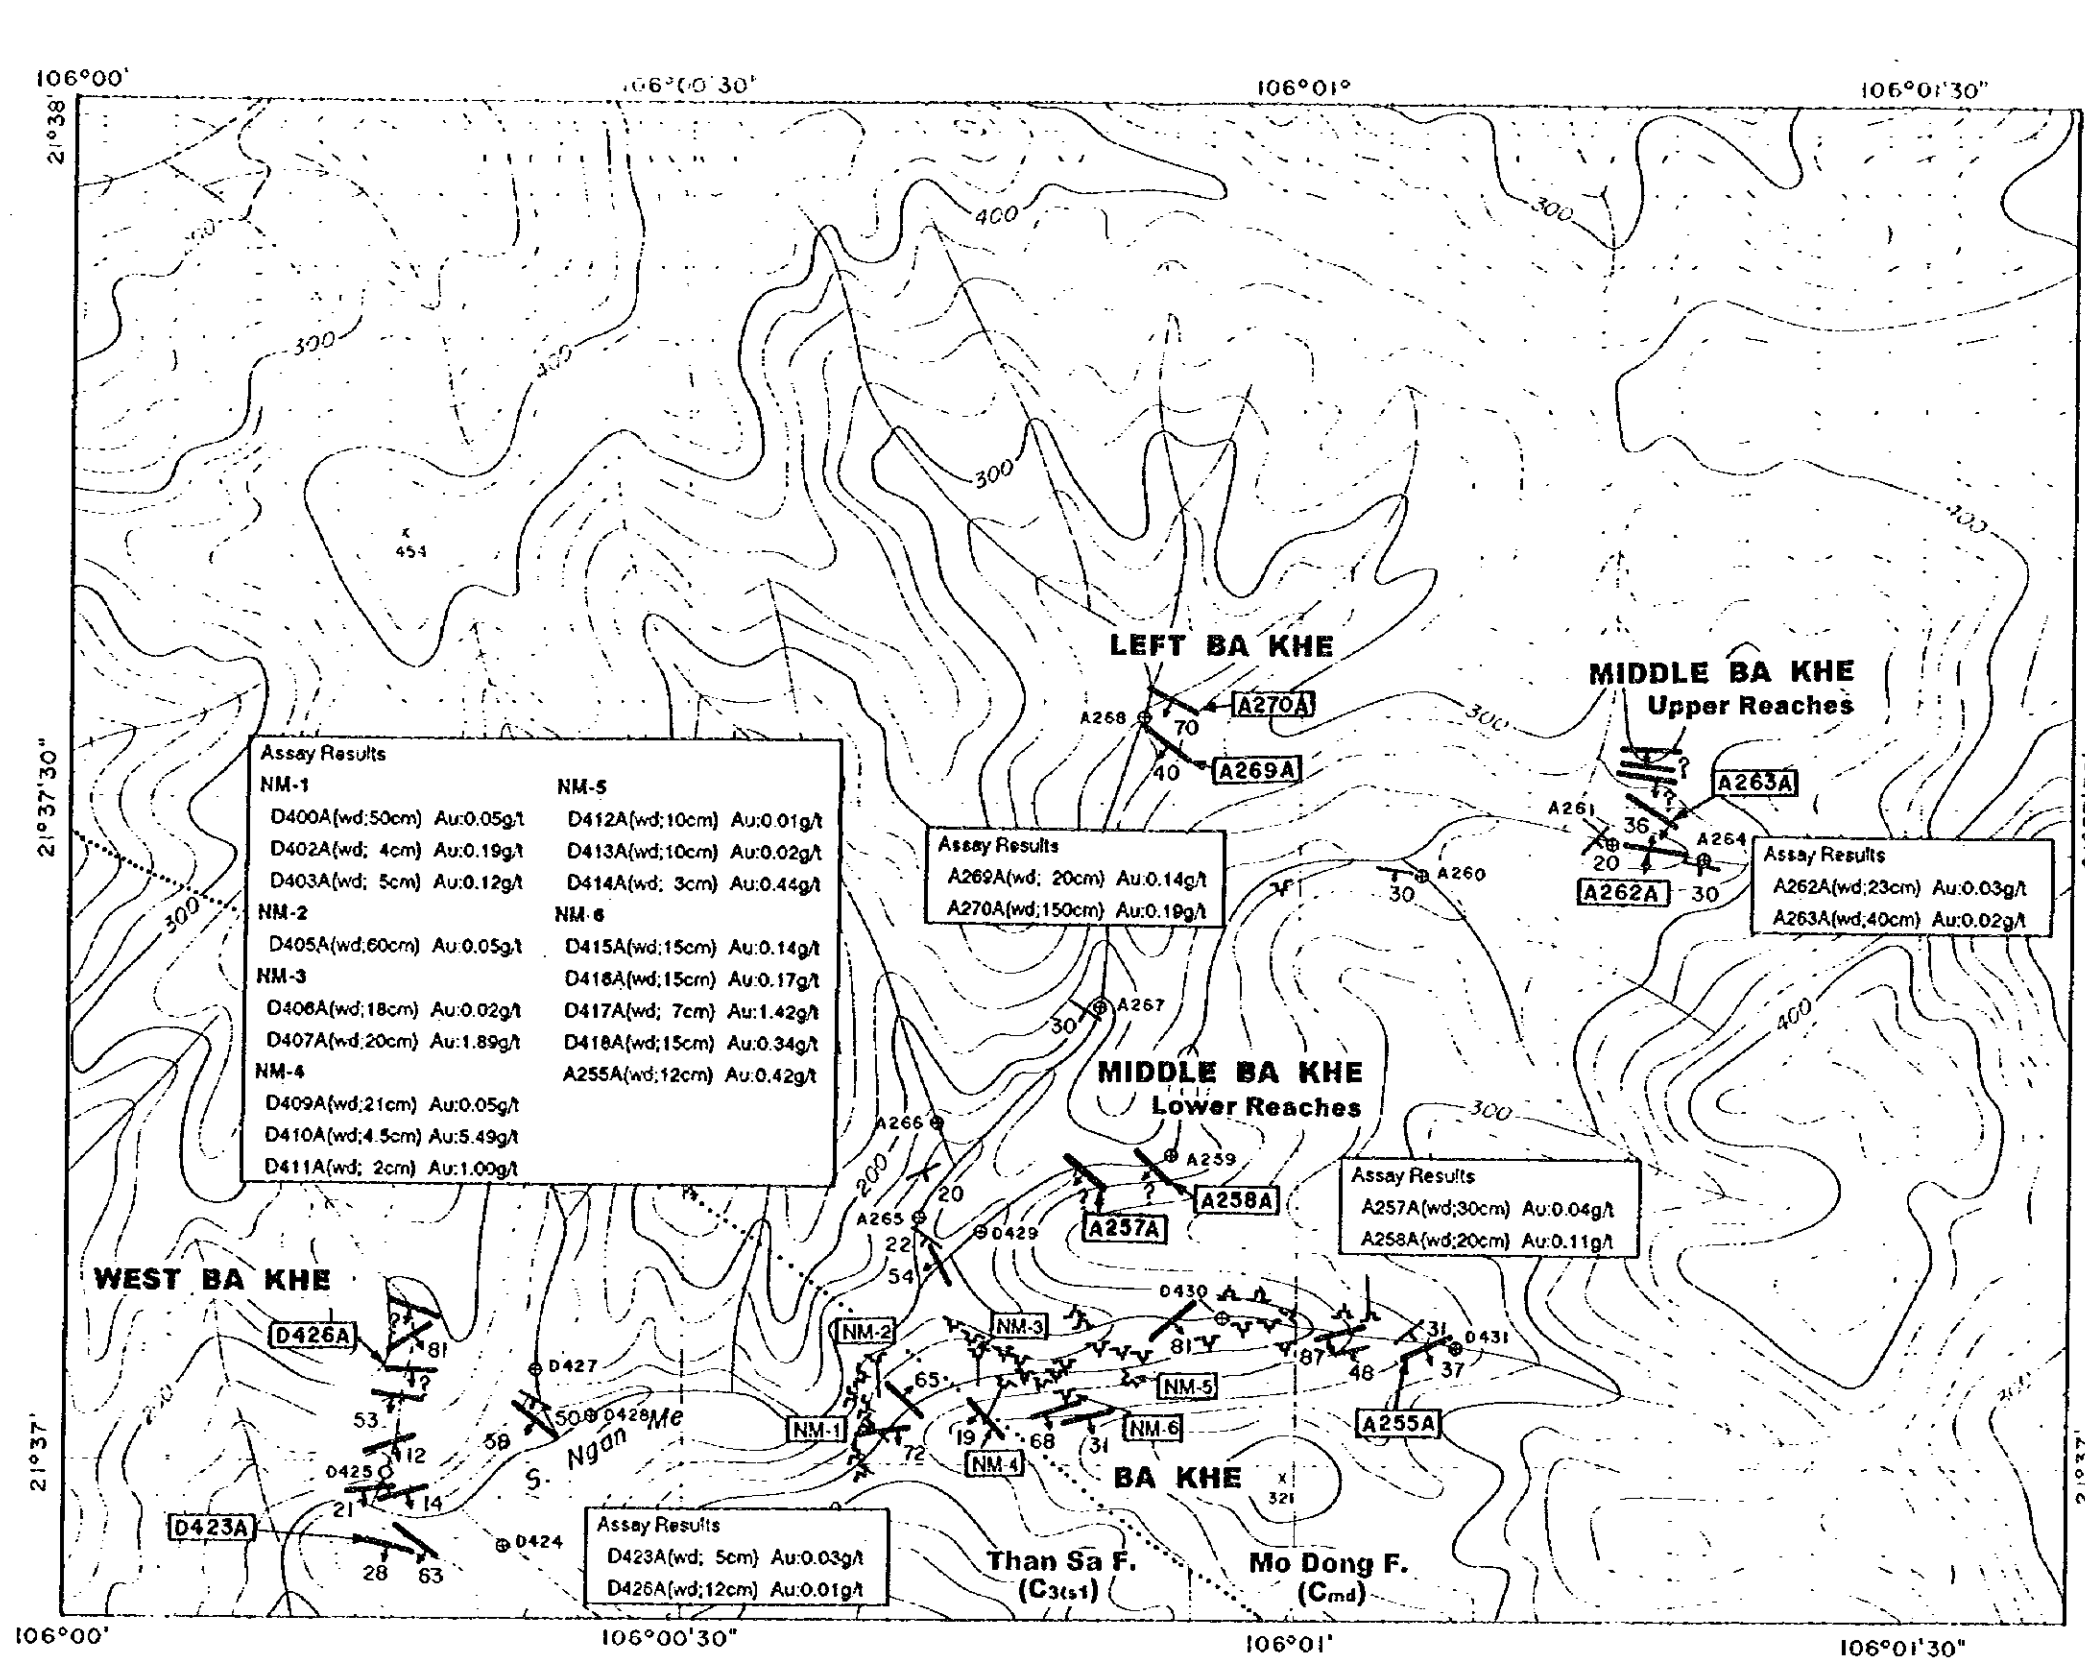 106°00'
106°00'30"
106°01°
106°01'30"
21°38'
400
300
300
400
300
454
LEFT BA KHE
MIDDLE BA KHE
Upper Reaches
A268
A270A
70
A269A
40
300
21°37'30"
?
A263A
?
A261
36
A264
20
A262A
30
A260
30
Assay Results
NM-1
D400A(wd;50cm) Au:0.05g/t
D402A(wd; 4cm) Au:0.19g/t
D403A(wd; 5cm) Au:0.12g/t
NM-2
D405A(wd;60cm) Au:0.05g/t
NM-3
D406A(wd;18cm) Au:0.02g/t
D407A(wd;20cm) Au:1.89g/t
NM-4
D409A(wd;21cm) Au:0.05g/t
D410A(wd;4.5cm) Au:5.49g/t
D411A(wd; 2cm) Au:1.00g/t
NM-5
D412A(wd;10cm) Au:0.01g/t
D413A(wd;10cm) Au:0.02g/t
D414A(wd; 3cm) Au:0.44g/t
NM-6
D415A(wd;15cm) Au:0.14g/t
D416A(wd;15cm) Au:0.17g/t
D417A(wd; 7cm) Au:1.42g/t
D418A(wd;15cm) Au:0.34g/t
A255A(wd;12cm) Au:0.42g/t
Assay Results
A269A(wd; 20cm) Au:0.14g/t
A270A(wd;150cm) Au:0.19g/t
Assay Results
A262A(wd;23cm) Au:0.03g/t
A263A(wd;40cm) Au:0.02g/t
300
A267
30
400
MIDDLE BA KHE
Lower Reaches
300
A266
200
20
A259
?
?
A258A
A257A
A265
22
D429
54
Assay Results
A257A(wd;30cm) Au:0.04g/t
A258A(wd;20cm) Au:0.11g/t
WEST BA KHE
?
D426A
81
?
53
12
D425
21
14
D423A
28
63
D427
50
D428
58
S. Ngan Me
D424
NM-2
NM-3
D430
81
87
48
31
D431
37
A255A
65
NM-5
NM-1
72
19
NM-4
68
31
NM-6
BA KHE
321
21°37'
21°37'
Assay Results
D423A(wd; 5cm) Au:0.03g/t
D426A(wd;12cm) Au:0.01g/t
Than Sa F.
(C3ts1)
Mo Dong F.
(Cmd)
106°00'
106°00'30"
106°01'
106°01'30"